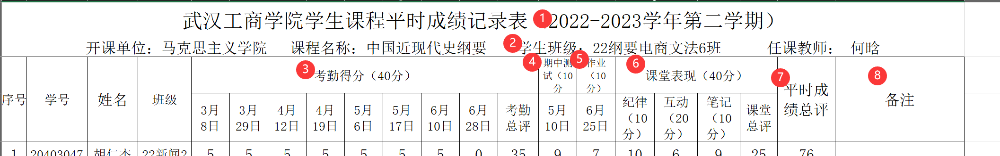 武汉工商学院学生课程平时成绩记录表（2022-2023学年第二学期）
1
开课单位：马克思主义学院 课程名称：中国近现代史纲要 学生班级：22纲要电商文法6班 任课教师： 何晗
2
序号 学号 姓名 班级
3 考勤得分（40分）
4 期中测
试（10
分
5 作业
（10
分）
6 课堂表现（40分）
7 平时成
绩总评
8 备注
3月
8日
3月
29日
4月
12日
4月
19日
5月
6日
5月
17日
6月
10日
6月
28日
考勤
总评
5月
10日
6月
25日
纪律
（10
分）
互动
（20
分）
笔记
（10
分）
课堂
总评
1 20403047 胡仁杰 22新闻2 5 5 5 5 5 5 5 0 35 9 7 10 6 9 25 76